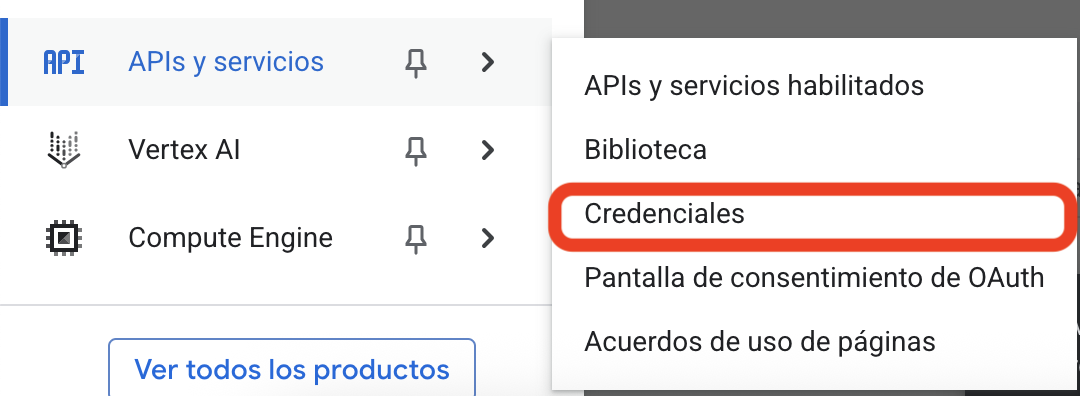 API APIs y servicios
Vertex AI
Compute Engine
Ver todos los productos
APIs y servicios habilitados
Biblioteca
Credenciales
Pantalla de consentimiento de OAuth
Acuerdos de uso de páginas